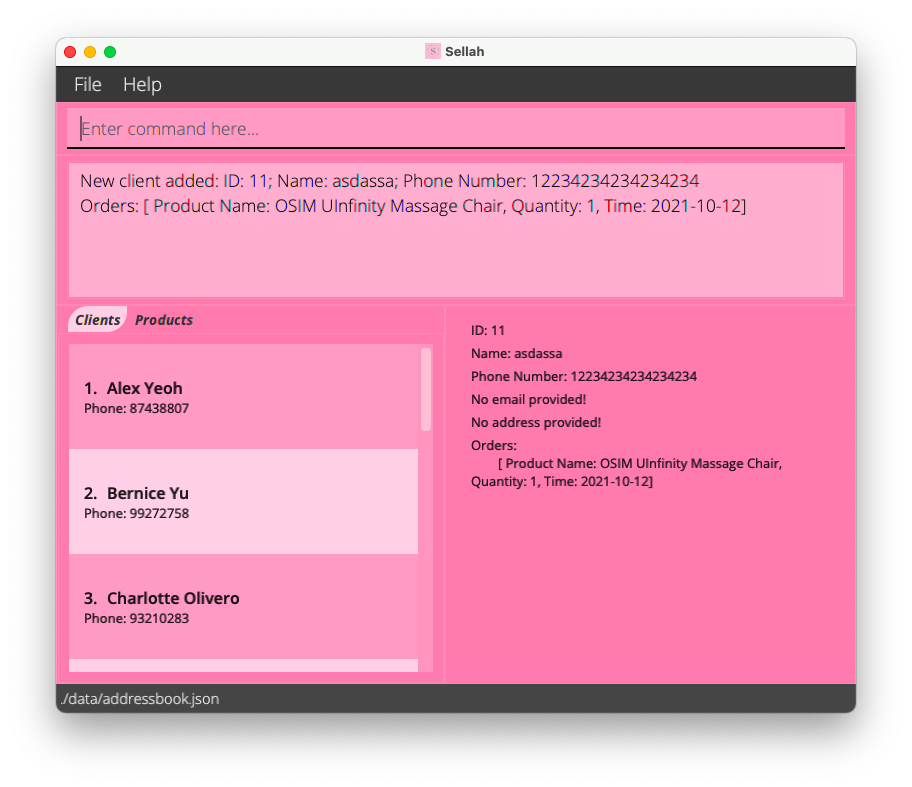 S Sellah
File Help
Enter command here...
New client added: ID: 11; Name: asdassa; Phone Number: 12234234234234234
Orders: [ Product Name: OSIM UInfinity Massage Chair, Quantity: 1, Time: 2021-10-12]
Clients Products
1. Alex Yeoh
Phone: 87438807
2. Bernice Yu
Phone: 99272758
3. Charlotte Olivero
Phone: 93210283
ID: 11
Name: asdassa
Phone Number: 12234234234234234
No email provided!
No address provided!
Orders:
[ Product Name: OSIM UInfinity Massage Chair,
Quantity: 1, Time: 2021-10-12]
./data/addressbook.json